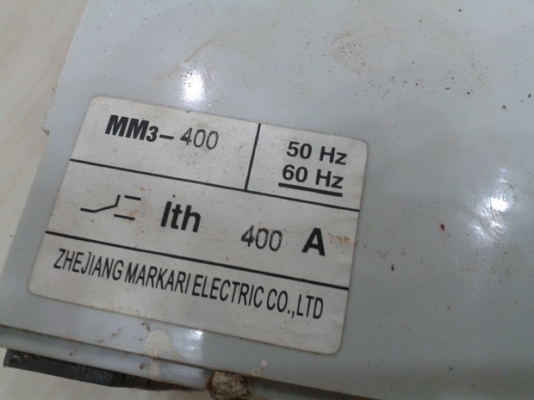 MM3-400
50 Hz
60 Hz
Ith 400 A
ZHEJIANG MARKARI ELECTRIC CO.,LTD